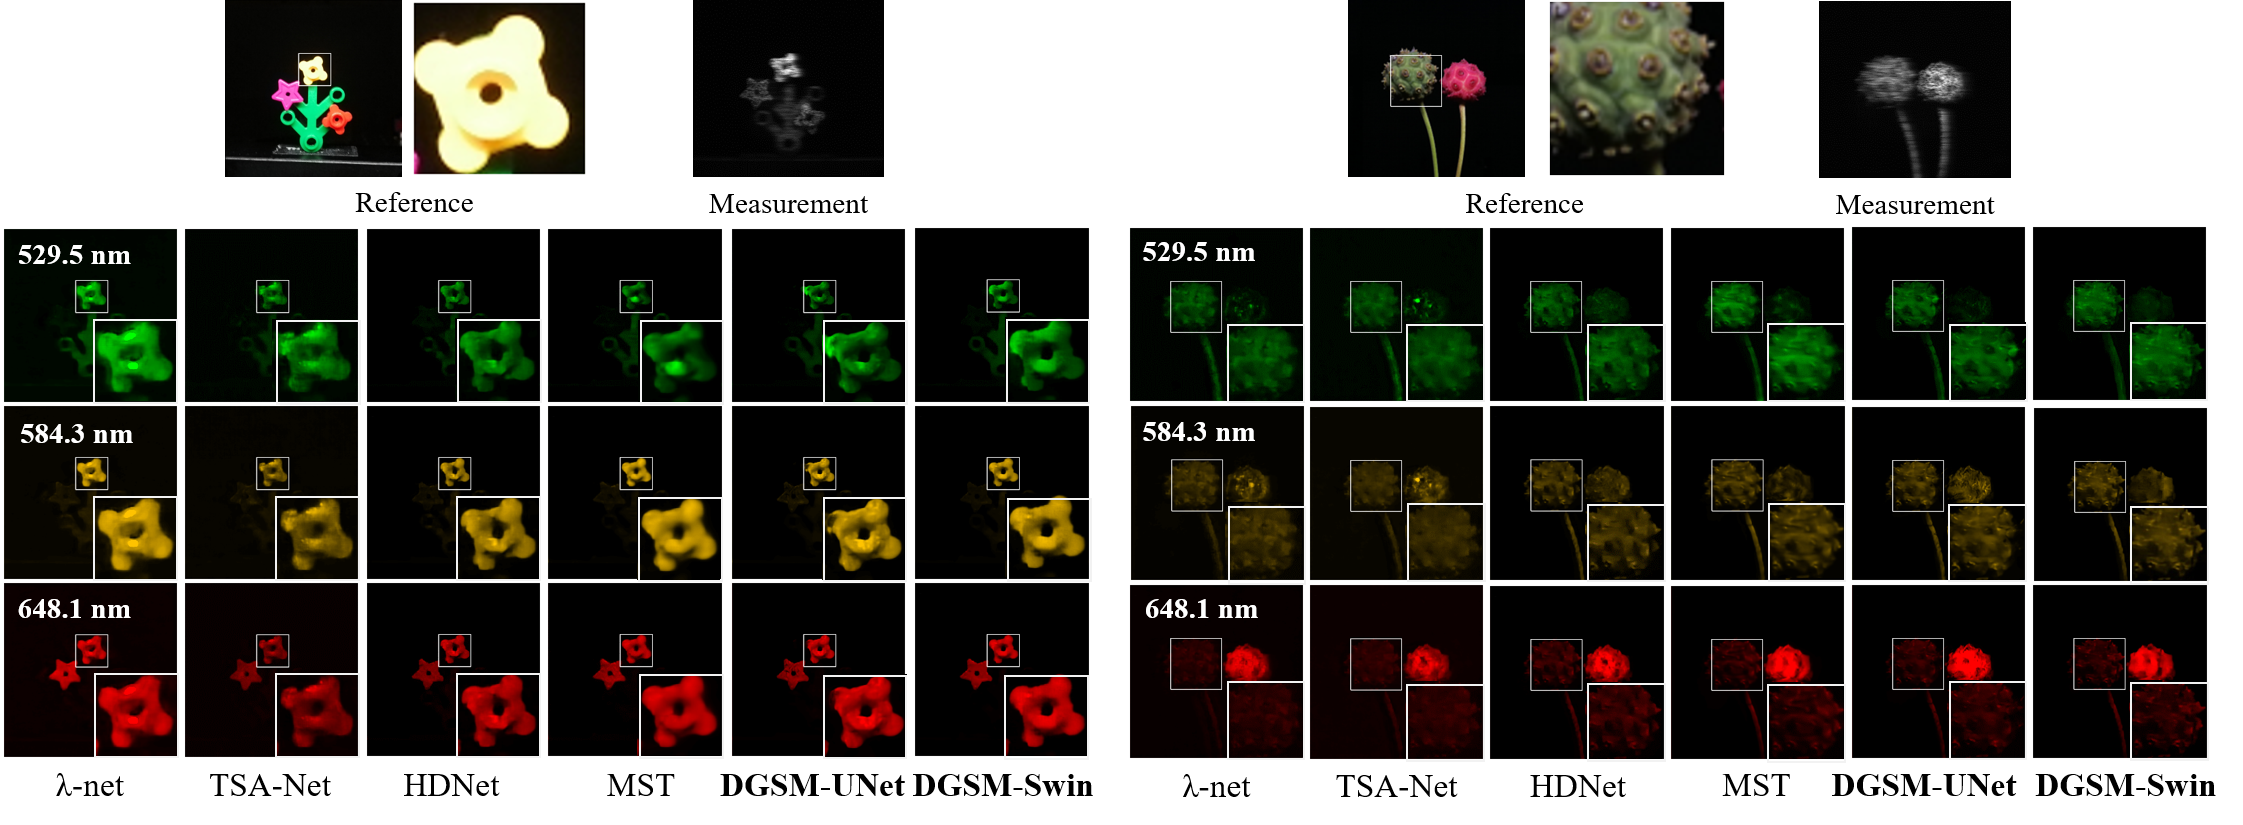 Reference
Measurement
Reference
Measurement
529.5 nm
584.3 nm
648.1 nm
529.5 nm
584.3 nm
648.1 nm
λ-net TSA-Net HDNet MST DGSM-UNet DGSM-Swin
λ-net TSA-Net HDNet MST DGSM-UNet DGSM-Swin